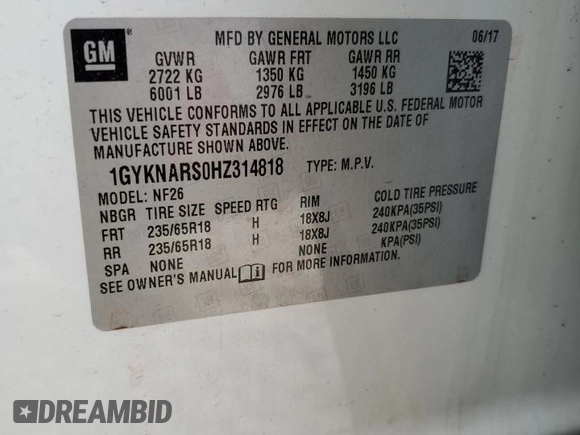 GM
MFD BY GENERAL MOTORS LLC 06/17
GVWR GAWR FRT GAWR RR
2722 KG 1350 KG 1450 KG
6001 LB 2976 LB 3196 LB
THIS VEHICLE CONFORMS TO ALL APPLICABLE U.S. FEDERAL MOTOR
VEHICLE SAFETY STANDARDS IN EFFECT ON THE DATE OF
MANUFACTURE SHOWN ABOVE.
1GYKNARS0HZ314818 TYPE: M.P.V.
MODEL: NF26
NBGR TIRE SIZE SPEED RTG RIM COLD TIRE PRESSURE
FRT 235/65R18 H 18X8J 240KPA(35PSI)
RR 235/65R18 H 18X8J 240KPA(35PSI)
SPA NONE NONE KPA(PSI)
SEE OWNER'S MANUAL FOR MORE INFORMATION.
DREAMBID